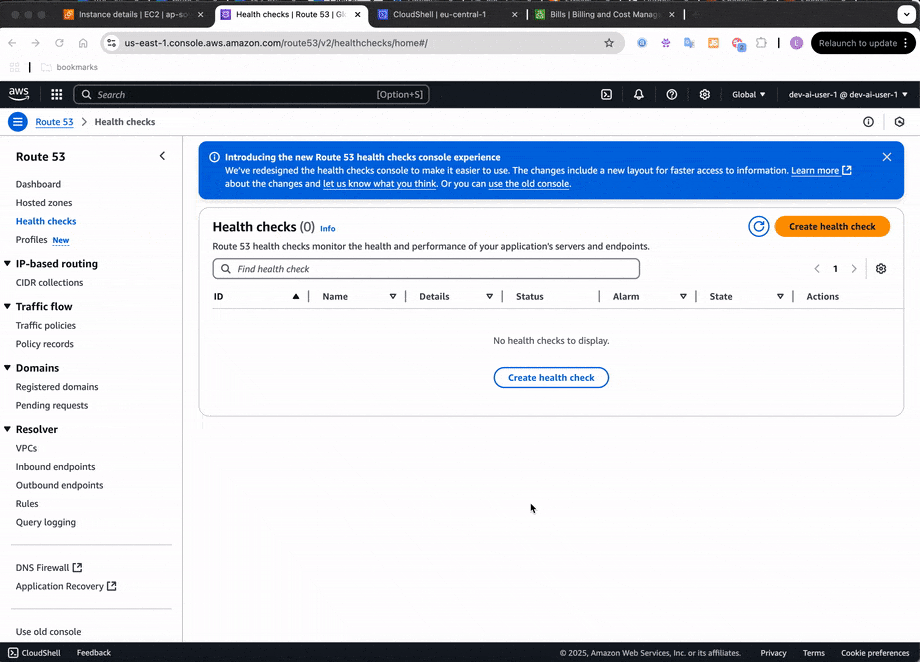 Instance details | EC2 | ap-so
Health checks | Route 53 | Gl
CloudShell | eu-central-1
Bills | Billing and Cost Manag
us-east-1.console.aws.amazon.com/route53/v2/healthchecks/home#/
Relaunch to update
bookmarks
aws
Search
[Option+S]
Global
dev-ai-user-1 @ dev-ai-user-1
Route 53
Health checks
Route 53
Dashboard
Hosted zones
Health checks
Profiles New
IP-based routing
CIDR collections
Traffic flow
Traffic policies
Policy records
Domains
Registered domains
Pending requests
Resolver
VPCs
Inbound endpoints
Outbound endpoints
Rules
Query logging
DNS Firewall
Application Recovery
Use old console
Introducing the new Route 53 health checks console experience
We've redesigned the health checks console to make it easier to use. The changes include a new layout for faster access to information. Learn more
about the changes and let us know what you think. Or you can use the old console.
Health checks (0) Info
Create health check
Route 53 health checks monitor the health and performance of your application's servers and endpoints.
Find health check
1
ID Name Details Status Alarm State Actions
No health checks to display.
Create health check
CloudShell
Feedback
© 2025, Amazon Web Services, Inc. or its affiliates.
Privacy
Terms
Cookie preferences